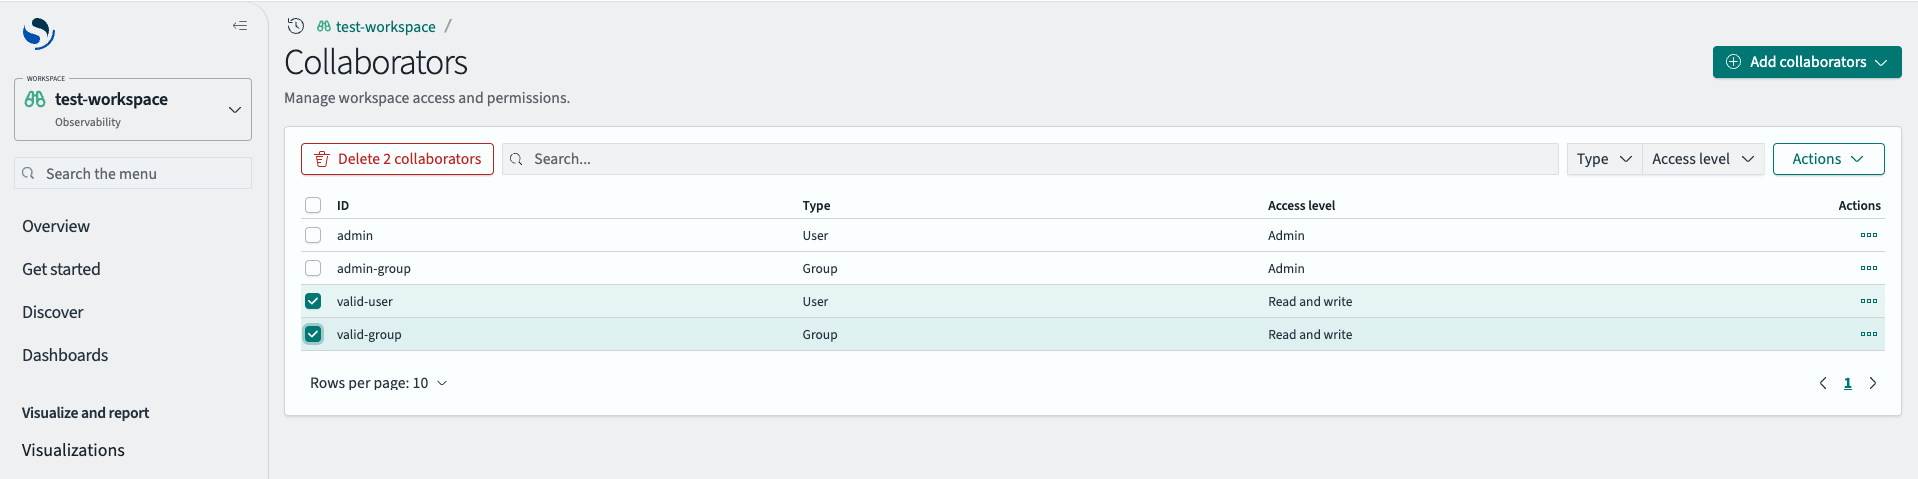 WORKSPACE
test-workspace
Observability
Search the menu
Overview
Get started
Discover
Dashboards
Visualize and report
Visualizations
test-workspace /
Collaborators
Manage workspace access and permissions.
Add collaborators
Delete 2 collaborators Search... Type Access level Actions
ID Type Access level Actions
admin User Admin
admin-group Group Admin
valid-user User Read and write
valid-group Group Read and write
Rows per page: 10 1